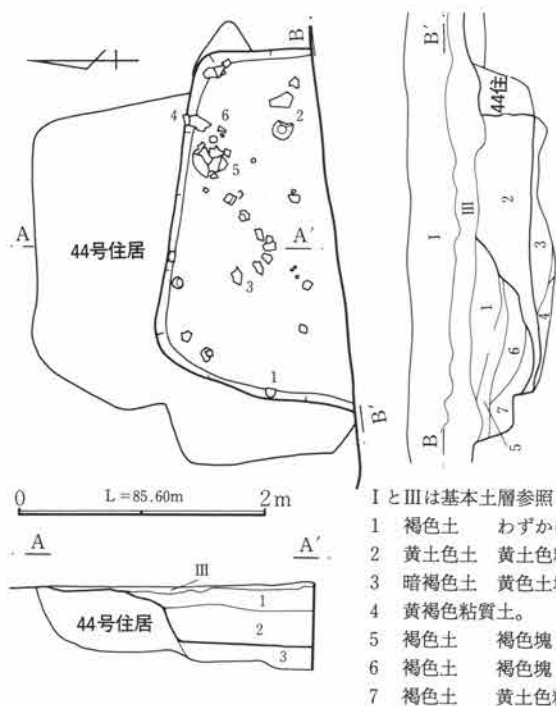 B
B′
44住
4
6
2
5
1
III
2
3
A
44号住居
A′
3
4
1
6
1
7
B′
B
5
0
L=85.60m
2m
A
A′
III
44号住居
1
2
3
IとIIIは基本土層参照
1 褐色土 わずか
2 黄土色土 黄土色
3 暗褐色土 黄色土
4 黄褐色粘質土。
5 褐色土 褐色塊
6 褐色土 褐色塊
7 褐色土 黄土色